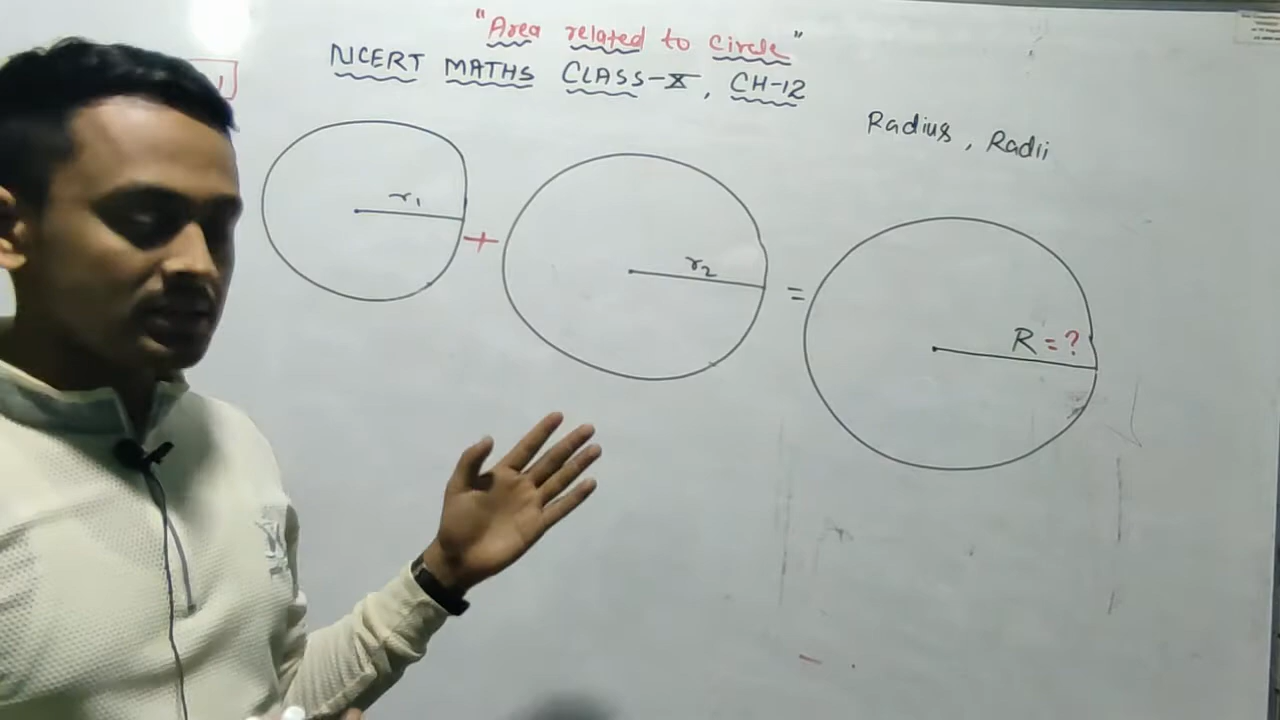 "Area related to Circle"
NCERT MATHS CLASS-X, CH-12
Radius, Radii
r1
+
r2
=
R = ?